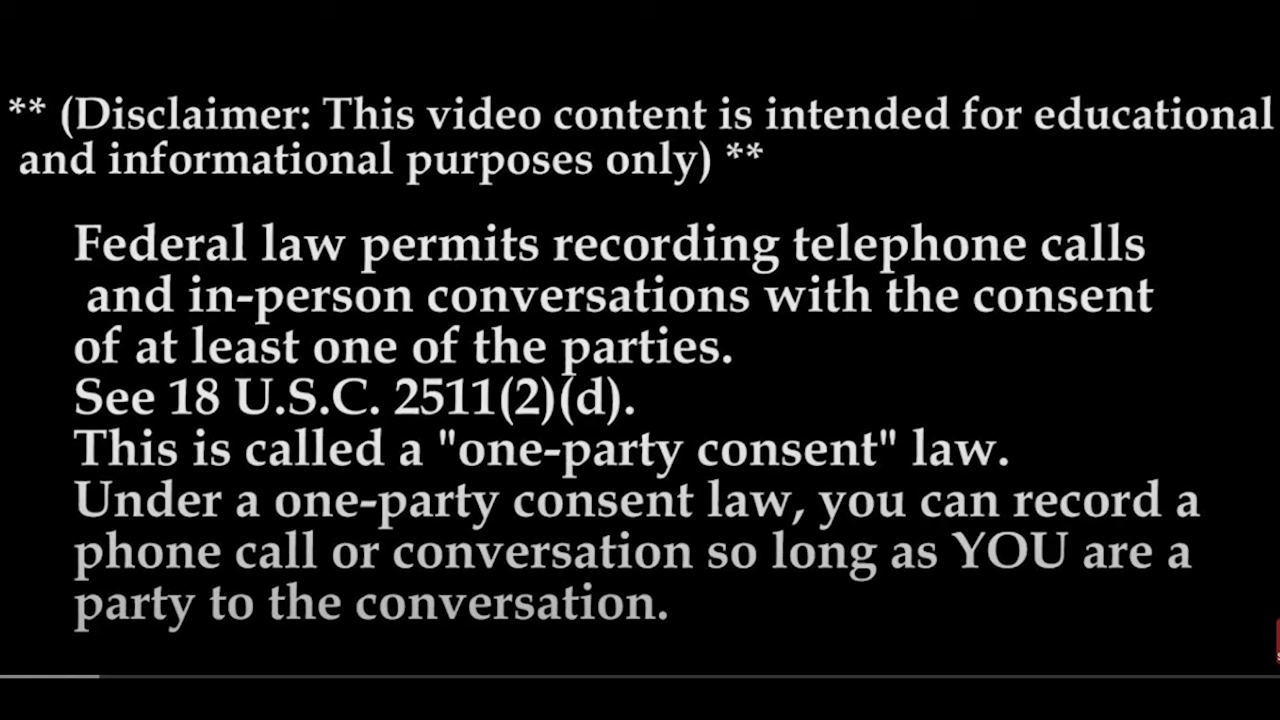 ** (Disclaimer: This video content is intended for educational
and informational purposes only) **
Federal law permits recording telephone calls
and in-person conversations with the consent
of at least one of the parties.
See 18 U.S.C. 2511(2)(d).
This is called a "one-party consent" law.
Under a one-party consent law, you can record a
phone call or conversation so long as YOU are a
party to the conversation.